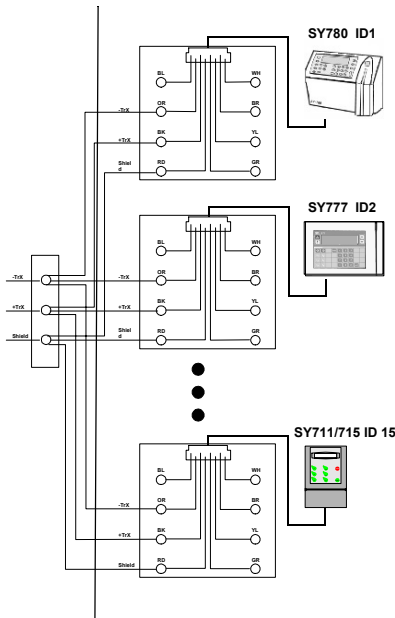 SY780 ID1
BL
WH
OR
BR
-TrX
BK
YL
+TrX
Shiel
d
RD
GR
SY777 ID2
BL
WH
-TrX
-TrX
OR
BR
+TrX
+TrX
BK
YL
Shield
Shiel
d
RD
GR
SY711/715 ID 15
BL
WH
OR
BR
-TrX
BK
YL
+TrX
RD
GR
Shield